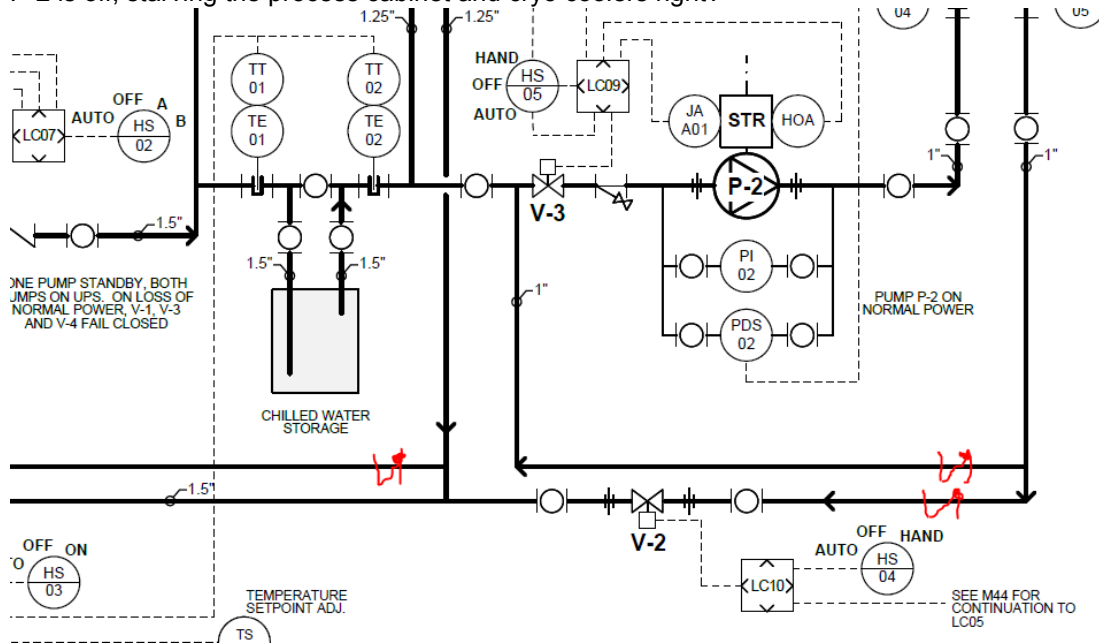 1.25"
1.25"
04
05
HAND
OFF
AUTO
HS
05
LC09
TT
01
TT
02
TE
01
TE
02
OFF
A
AUTO
B
LC07
HS
02
JA
A01
STR
HOA
P-2
1"
1"
V-3
1.5"
1.5"
1.5"
ONE PUMP STANDBY, BOTH
UMPS ON UPS. ON LOSS OF
NORMAL POWER, V-1, V-3
AND V-4 FAIL CLOSED
1"
PI
02
PUMP P-2 ON
NORMAL POWER
PDS
02
CHILLED WATER
STORAGE
1.5"
V-2
OFF
ON
HS
03
OFF
HAND
AUTO
HS
04
LC10
TEMPERATURE
SETPOINT ADJ.
TS
SEE M44 FOR
CONTINUATION TO
LC05